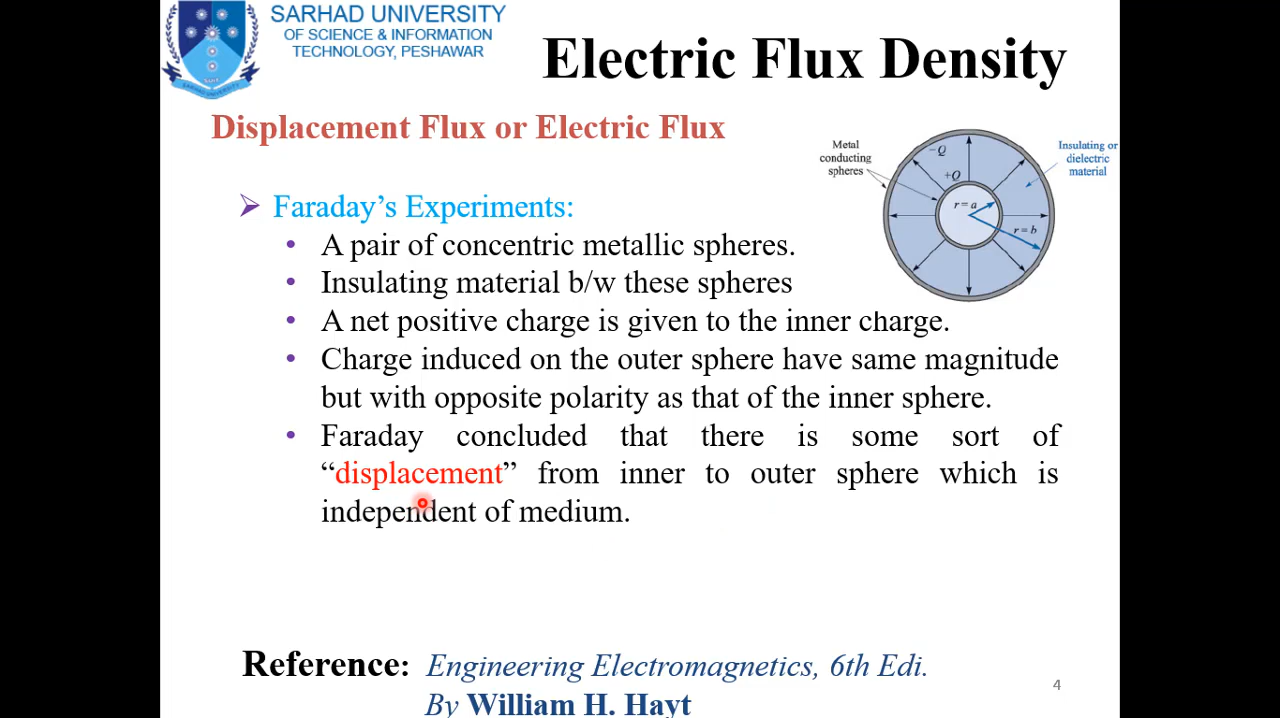 SARHAD UNIVERSITY
OF SCIENCE & INFORMATION
TECHNOLOGY, PESHAWAR
Electric Flux Density
Displacement Flux or Electric Flux
Metal
conducting
spheres
Insulating or
dielectric
material
−Q
+Q
r = a
r = b
➢ Faraday’s Experiments:
• A pair of concentric metallic spheres.
• Insulating material b/w these spheres
• A net positive charge is given to the inner charge.
• Charge induced on the outer sphere have same magnitude
but with opposite polarity as that of the inner sphere.
• Faraday concluded that there is some sort of
“displacement” from inner to outer sphere which is
independent of medium.
Reference: Engineering Electromagnetics, 6th Edi.
By William H. Hayt
4